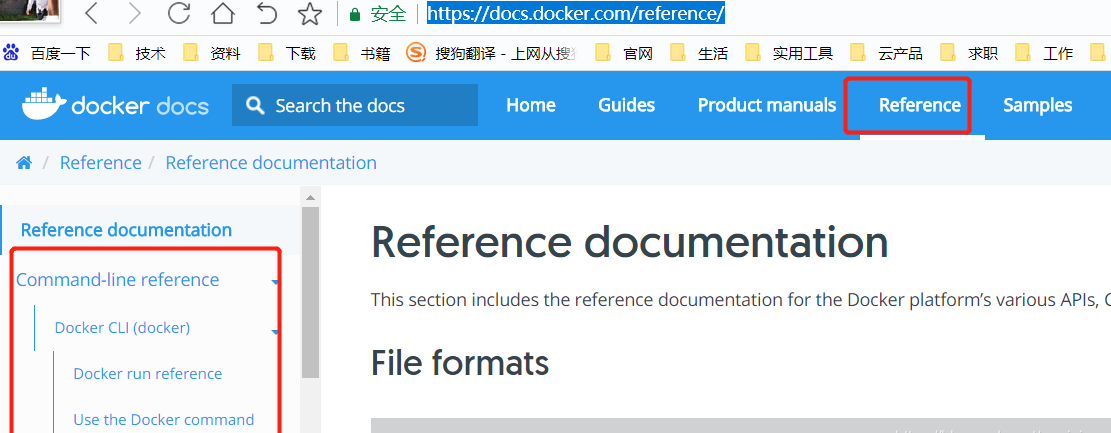 安全 https://docs.docker.com/reference/
百度一下 技术 资料 下载 书籍 搜狗翻译 - 上网从搜 官网 生活 实用工具 云产品 求职 工作
docker docs Search the docs Home Guides Product manuals Reference Samples
/ Reference / Reference documentation
Reference documentation
Command-line reference
Docker CLI (docker)
Docker run reference
Use the Docker command
Reference documentation
This section includes the reference documentation for the Docker platform's various APIs, C
File formats